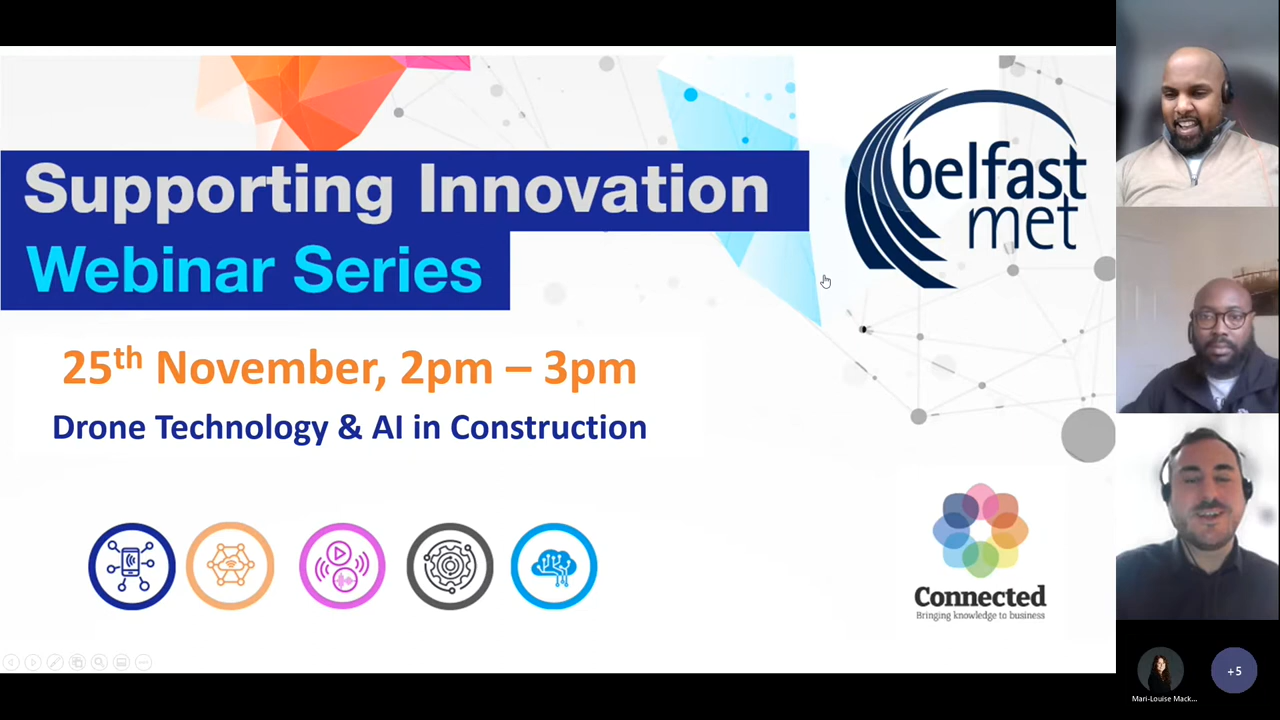 Supporting Innovation
Webinar Series
25th November, 2pm – 3pm
Drone Technology & AI in Construction
belfast
met
Connected
Bringing knowledge to business
Mari-Louise Mack...
+5